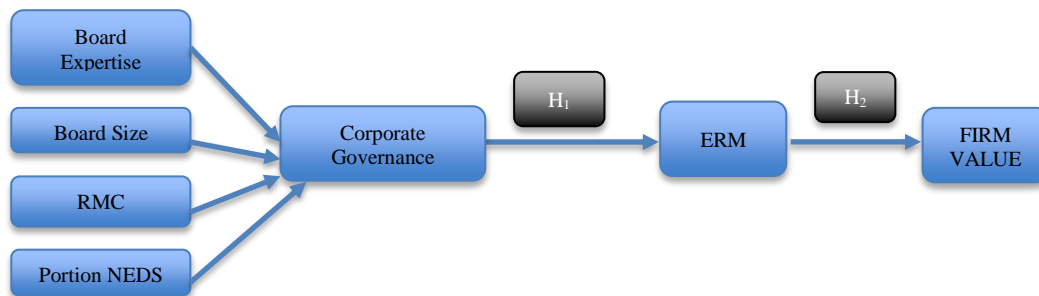 Board
Expertise
Board Size
RMC
Portion NEDS
Corporate
Governance
H₁
ERM
H₂
FIRM
VALUE